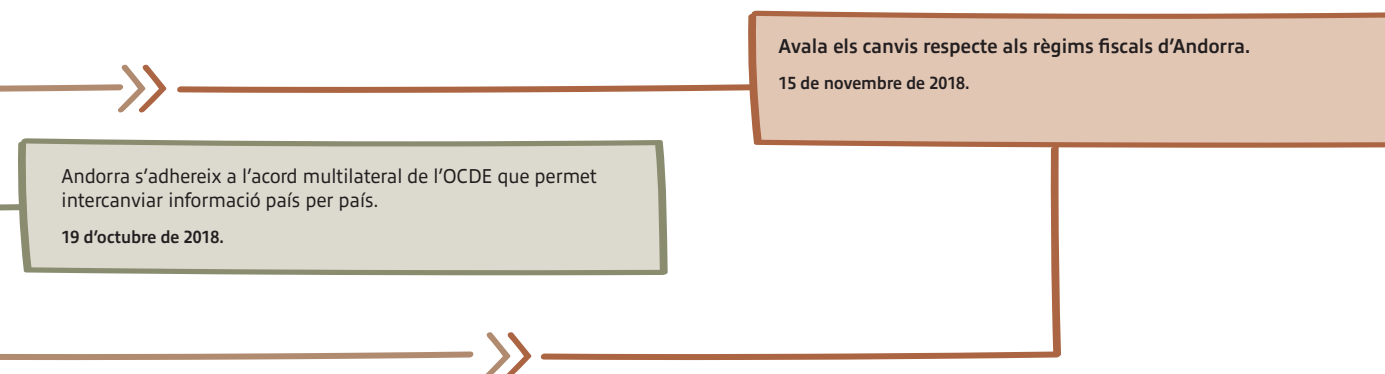 Avala els canvis respecte als règims fiscals d’Andorra.
15 de novembre de 2018.
Andorra s’adhereix a l’acord multilateral de l’OCDE que permet
intercanviar informació país per país.
19 d’octubre de 2018.